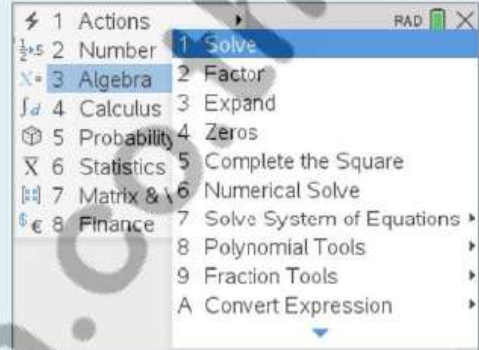 1 Actions
2 Number
3 Algebra
4 Calculus
5 Probability
6 Statistics
7 Matrix &
8 Finance
RAD
1 Solve
2 Factor
3 Expand
4 Zeros
5 Complete the Square
6 Numerical Solve
7 Solve System of Equations
8 Polynomial Tools
9 Fraction Tools
A Convert Expression